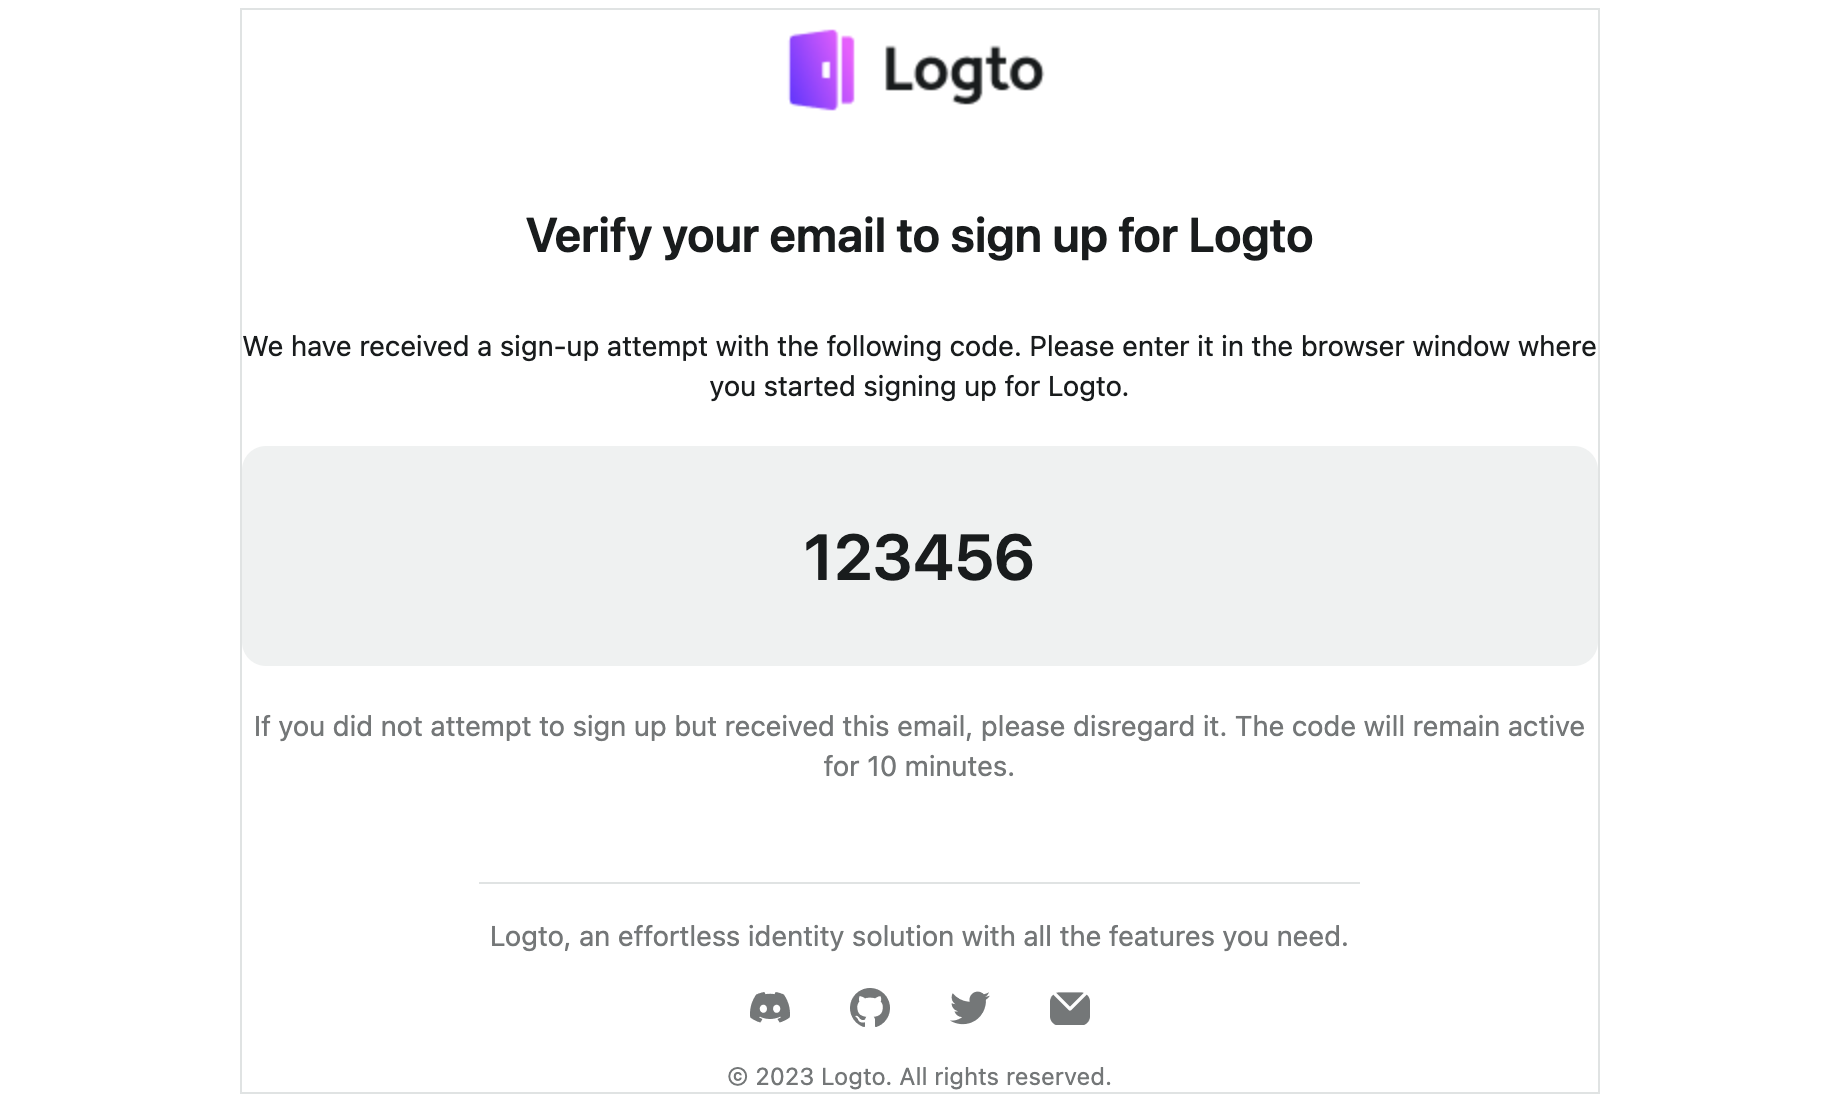 Logto
Verify your email to sign up for Logto
We have received a sign-up attempt with the following code. Please enter it in the browser window where
you started signing up for Logto.
123456
If you did not attempt to sign up but received this email, please disregard it. The code will remain active
for 10 minutes.
Logto, an effortless identity solution with all the features you need.
© 2023 Logto. All rights reserved.